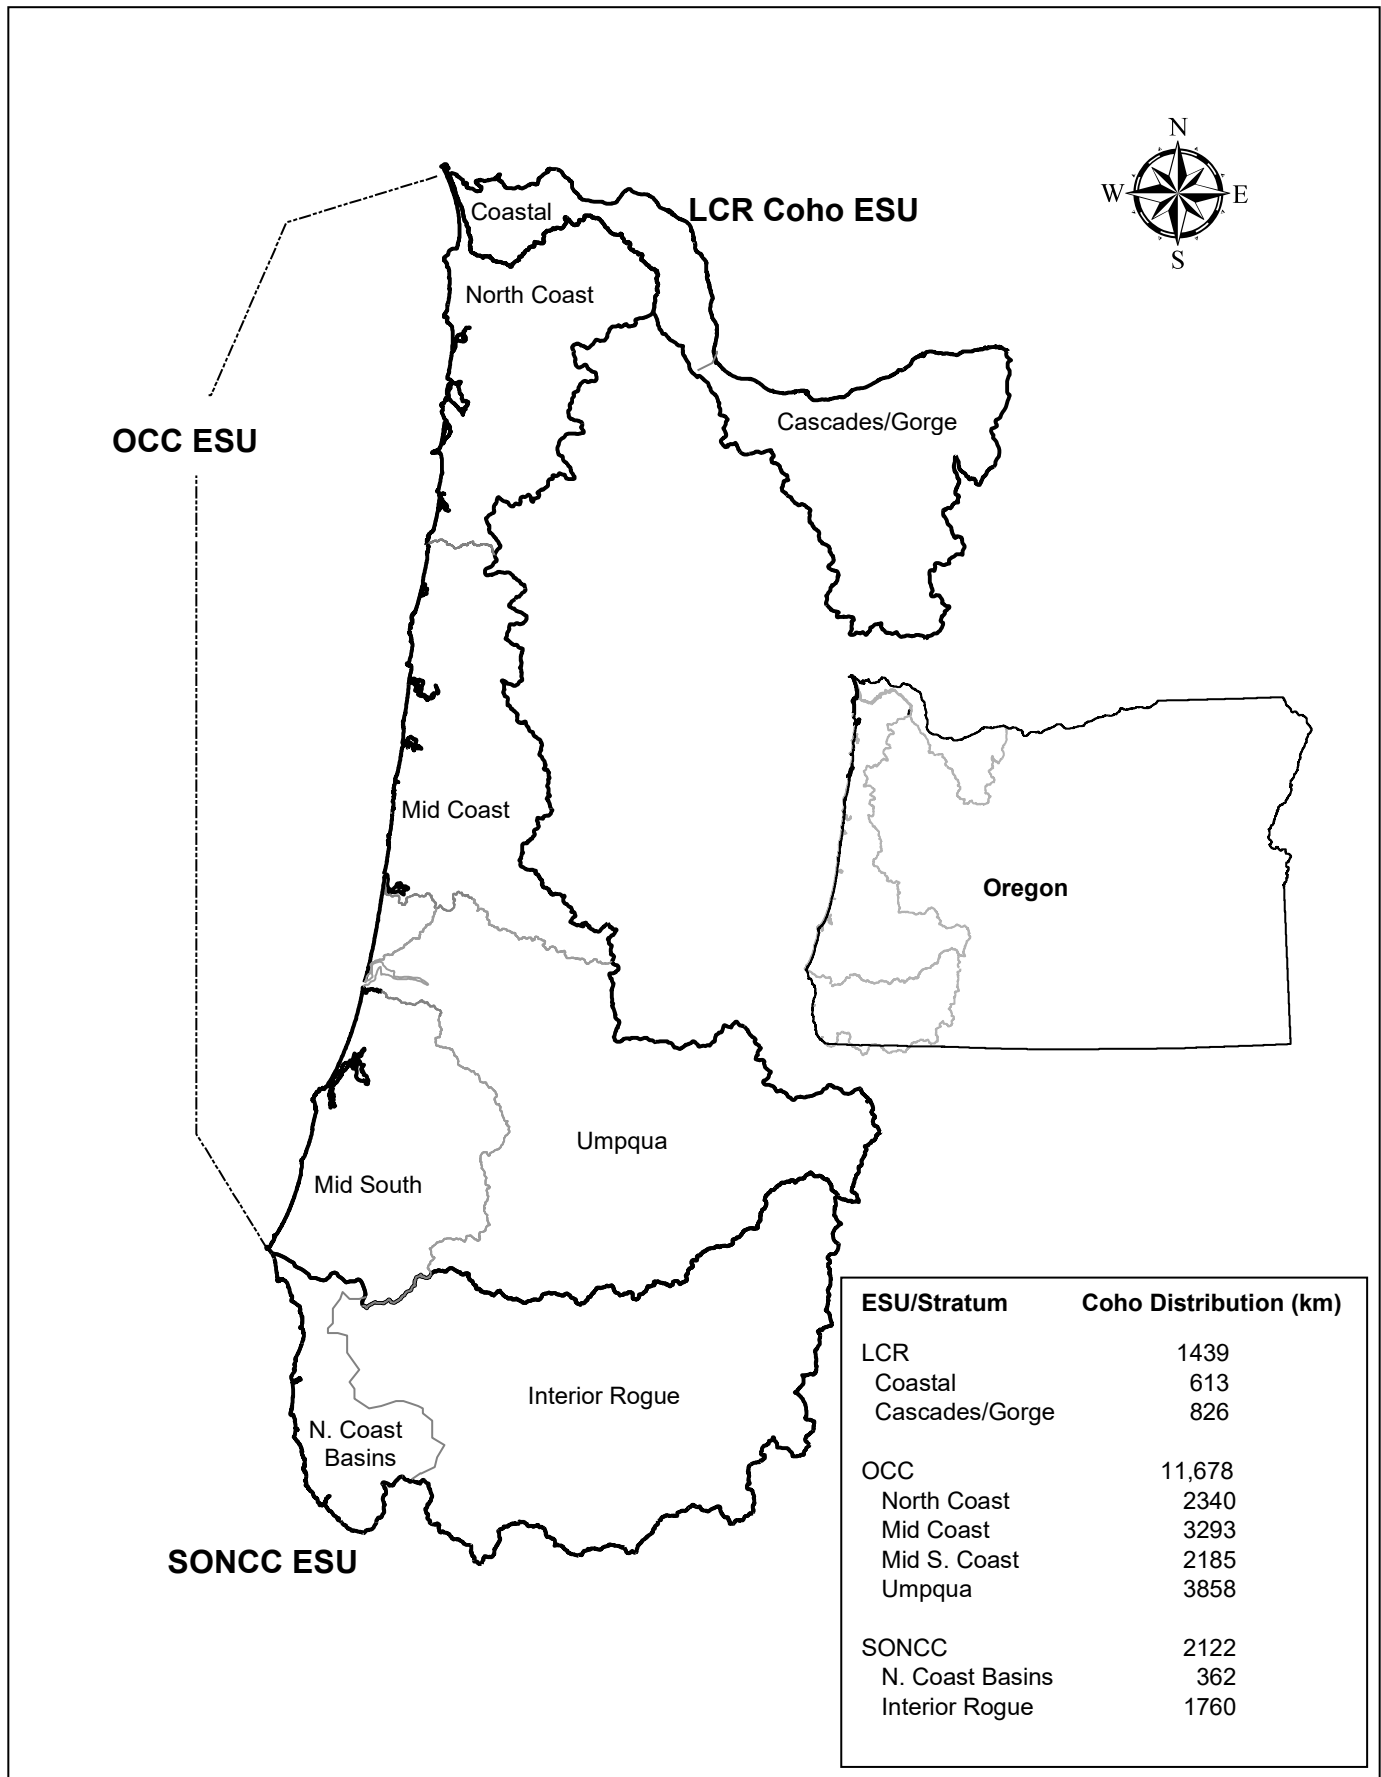 N
W E
S
LCR Coho ESU
Coastal
North Coast
Cascades/Gorge
OCC ESU
Mid Coast
Oregon
Umpqua
Mid South
Interior Rogue
N. Coast
Basins
SONCC ESU
ESU/Stratum Coho Distribution (km)
LCR 1439
Coastal 613
Cascades/Gorge 826
OCC 11,678
North Coast 2340
Mid Coast 3293
Mid S. Coast 2185
Umpqua 3858
SONCC 2122
N. Coast Basins 362
Interior Rogue 1760